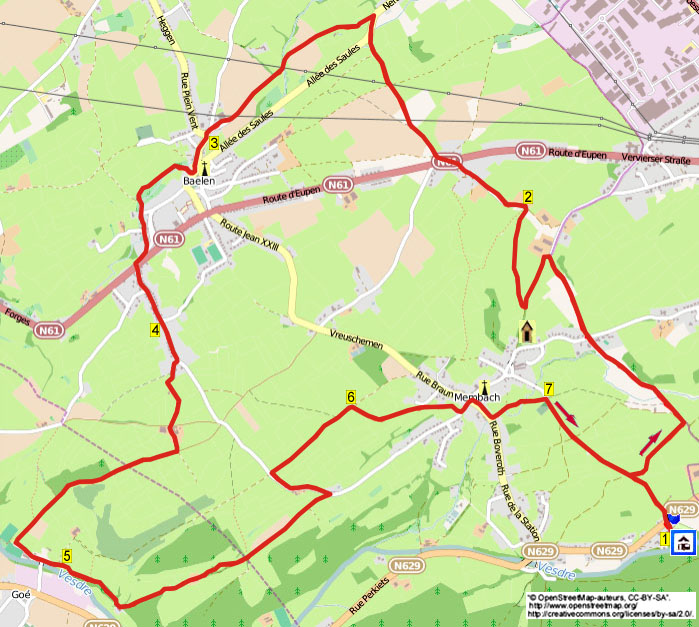 Ner
Heggen
Rue Plein Vent
Allée des Saules
Allée des Saules
3
Baelen
N61
Route d'Eupen
Vervierser Straße
N61
Route d'Eupen
N61
2
Route Jean XXIII
N61
Forges
N61
4
Vreuschemen
Rue Braun
Membach
7
6
Rue Boveroth
Rue de la Station
N629
1
N629
N629
Vesdre
N629
Rue Perkiets
5
Vesdre
Goé
N629
© OpenStreetMap-auteurs, CC-BY-SA".
http://www.openstreetmap.org/
http://creativecommons.org/licenses/by-sa/2.0/.